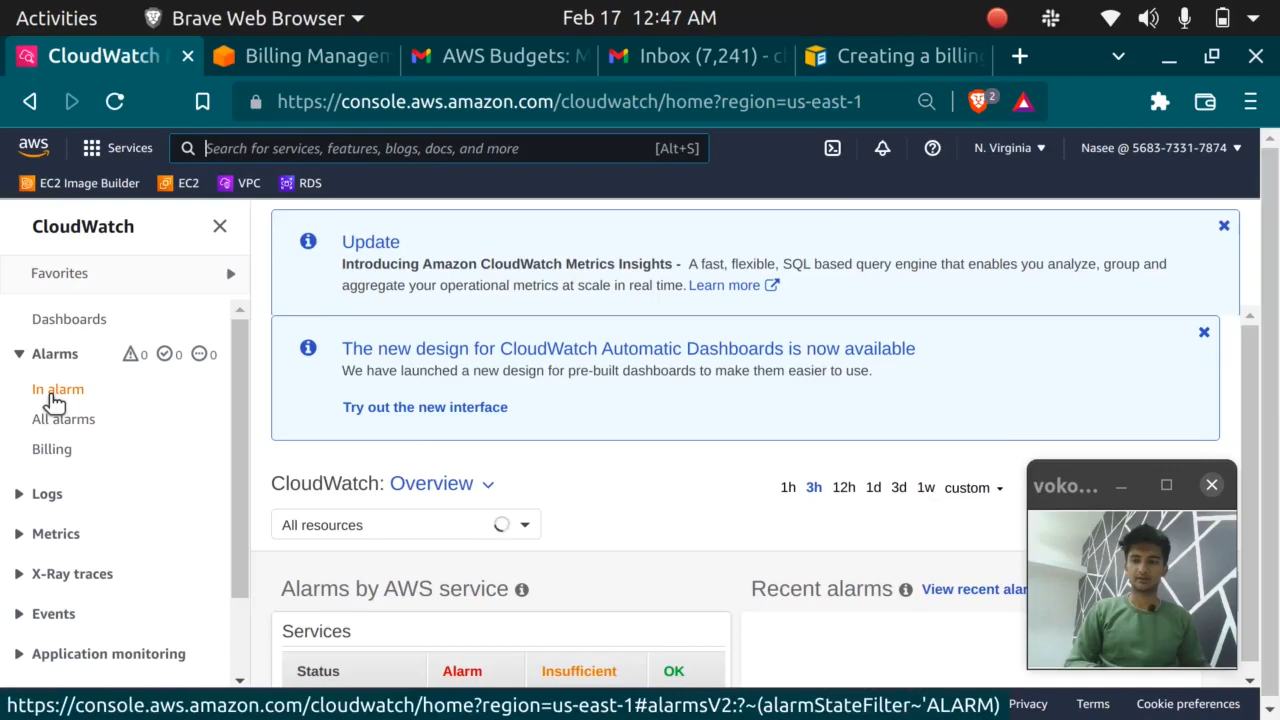 Activities
Brave Web Browser
Feb 17 12:47 AM
CloudWatch
Billing Managem
AWS Budgets: M
Inbox (7,241) - c
Creating a billing
https://console.aws.amazon.com/cloudwatch/home?region=us-east-1
2
aws
Services
Search for services, features, blogs, docs, and more
[Alt+S]
N. Virginia
Nasee @ 5683-7331-7874
EC2 Image Builder
EC2
VPC
RDS
CloudWatch
Favorites
Dashboards
Alarms
0
0
0
In alarm
All alarms
Billing
Logs
Metrics
X-Ray traces
Events
Application monitoring
Update
Introducing Amazon CloudWatch Metrics Insights - A fast, flexible, SQL based query engine that enables you analyze, group and
aggregate your operational metrics at scale in real time. Learn more
The new design for CloudWatch Automatic Dashboards is now available
We have launched a new design for pre-built dashboards to make them easier to use.
Try out the new interface
CloudWatch: Overview
1h 3h 12h 1d 3d 1w custom
All resources
Alarms by AWS service
Recent alarms
View recent alar
Services
Status
Alarm
Insufficient
OK
voko...
https://console.aws.amazon.com/cloudwatch/home?region=us-east-1#alarmsV2:?~(alarmStateFilter~'ALARM)
Privacy
Terms
Cookie preferences